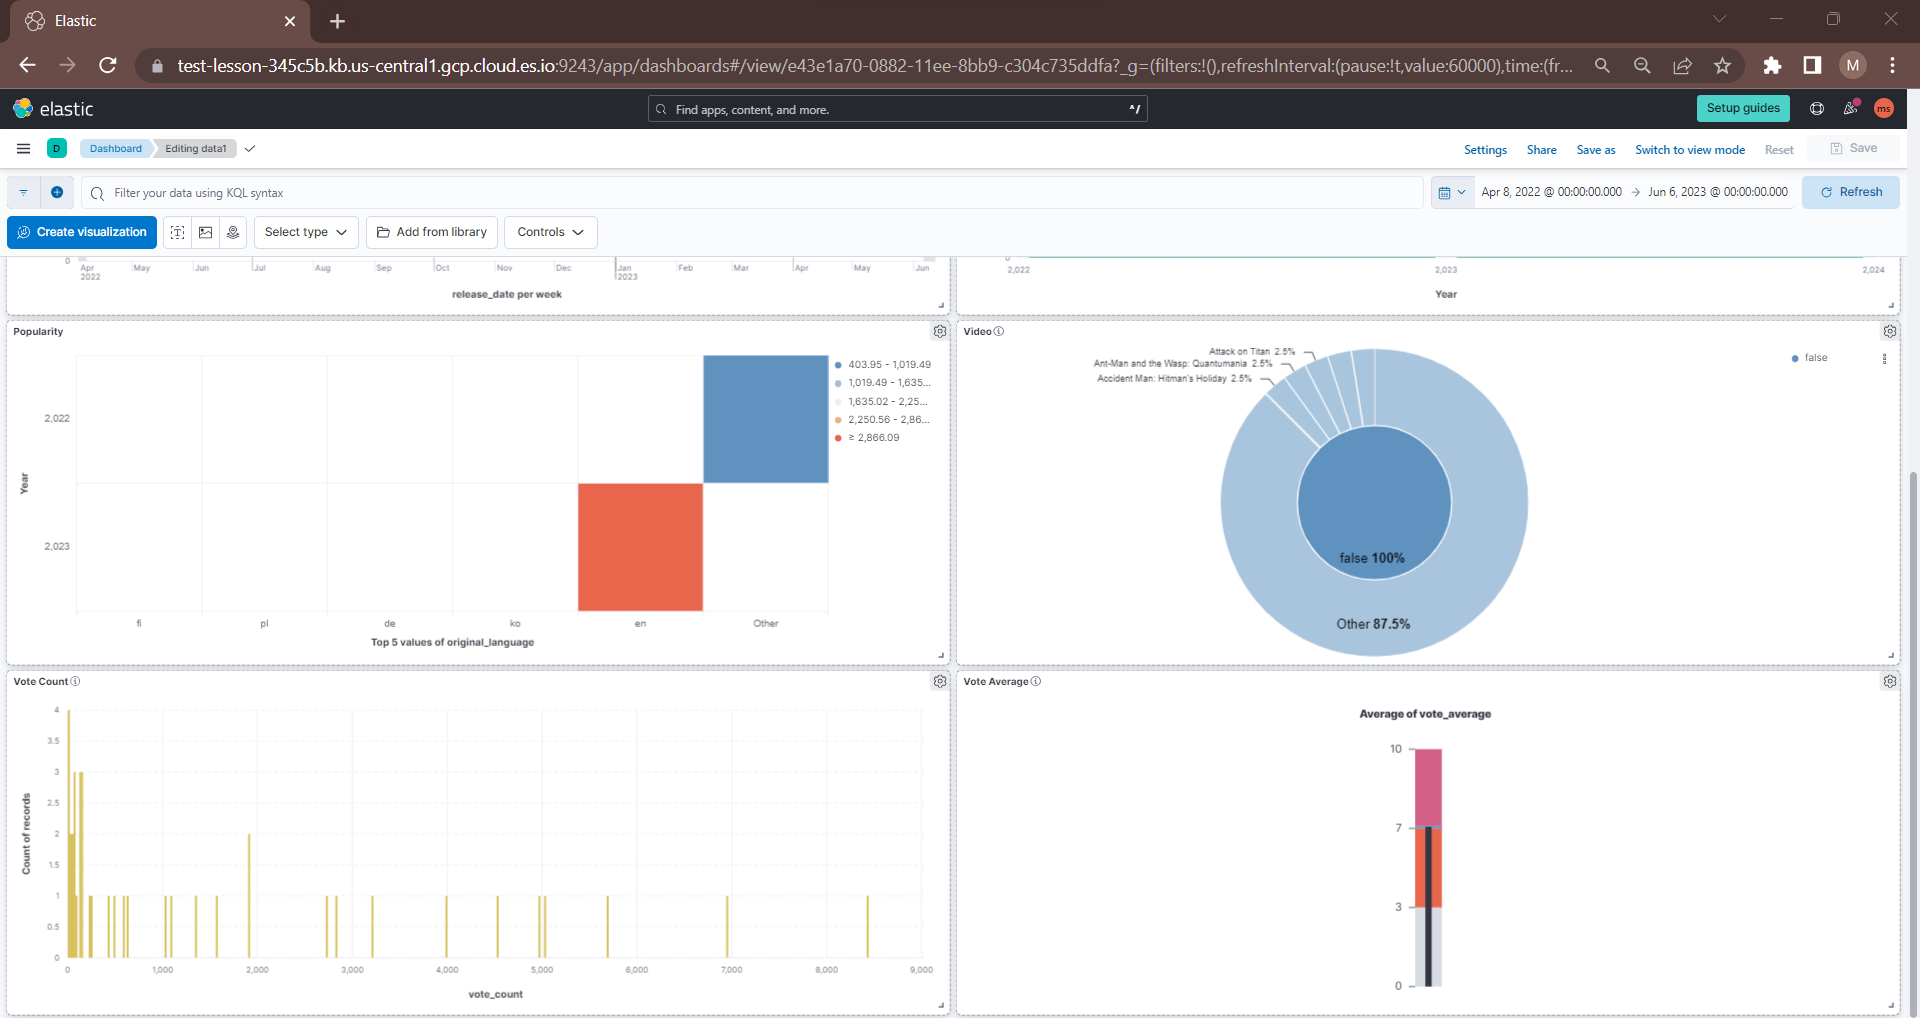 Elastic
test-lesson-345c5b.kb.us-central1.gcp.cloud.es.io:9243/app/dashboards#/view/e43e1a70-0882-11ee-8bb9-c304c735ddfa?_g=(filters:!(),refreshInterval:(pause:!t,value:60000),time:(fr...
M
elastic
Find apps, content, and more.
^/
Setup guides
ms
D
Dashboard
Editing data1
Settings
Share
Save as
Switch to view mode
Reset
Save
Filter your data using KQL syntax
Apr 8, 2022 @ 00:00:00.000 → Jun 6, 2023 @ 00:00:00.000
Refresh
Create visualization
Select type
Add from library
Controls
0
Apr May Jun Jul Aug Sep Oct Nov Dec Jan Feb Mar Apr May Jun
2022 2023
release_date per week
0
2,022 2,023 2,024
Year
Popularity
403.95 - 1,019.49
1,019.49 - 1,635...
1,635.02 - 2,25...
2,250.56 - 2,86...
≥ 2,866.09
2,022
Year
2,023
fi pl de ko en Other
Top 5 values of original_language
Video
Attack on Titan 2.5%
Ant-Man and the Wasp: Quantumania 2.5%
Accident Man: Hitman's Holiday 2.5%
false
false 100%
Other 87.5%
Vote Count
4
3.5
3
2.5
2
1.5
1
0.5
0
Count of records
0 1,000 2,000 3,000 4,000 5,000 6,000 7,000 8,000 9,000
vote_count
Vote Average
Average of vote_average
10
7
3
0